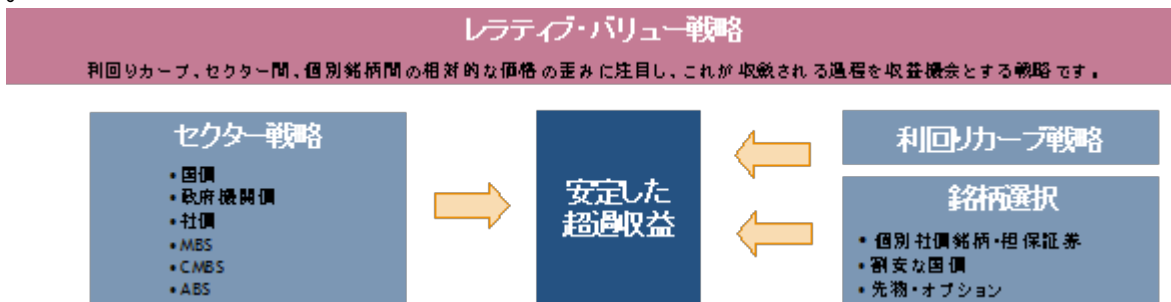 レラティブ・バリュー戦略
利回りカーブ、セクター間、個別銘柄間の相対的な価格の歪みに注目し、これが収斂される過程を収益機会とする戦略です。
セクター戦略
• 国債
• 政府機関債
• 社債
• MBS
• CMBS
• ABS
安定した
超過収益
利回りカーブ戦略
銘柄選択
• 個別社債銘柄・担保証券
• 割安な国債
• 先物・オプション